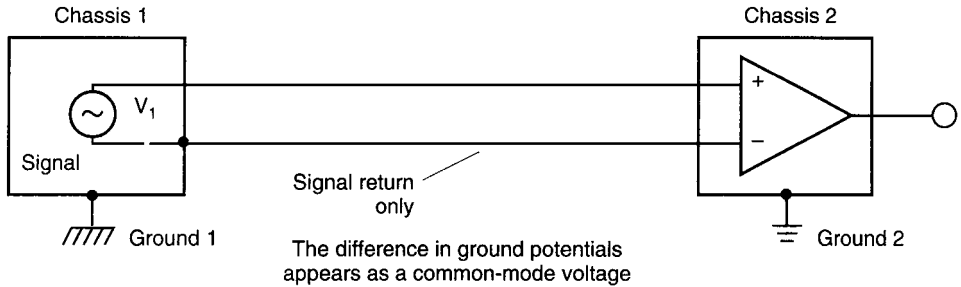 Chassis 1
Chassis 2
V1
+
−
Signal
Signal return
only
Ground 1
Ground 2
The difference in ground potentials
appears as a common-mode voltage